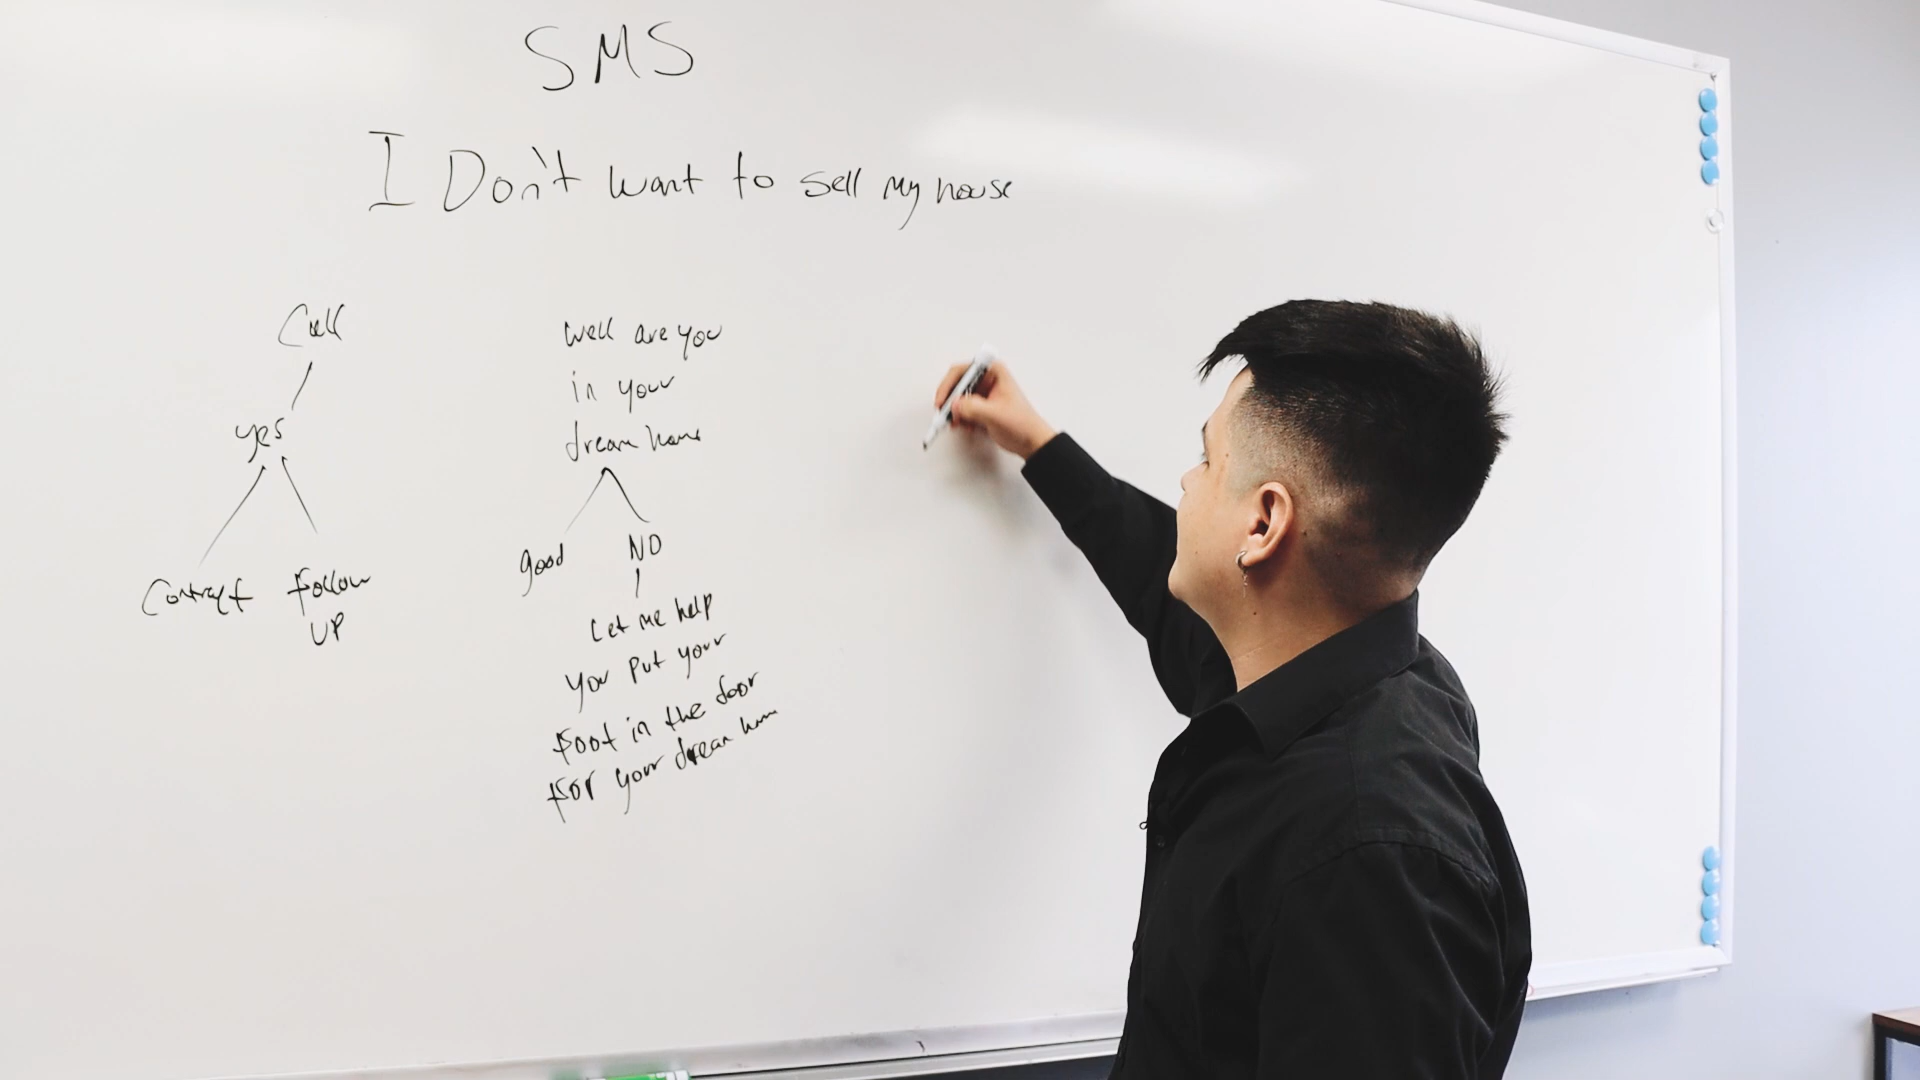 SMS
I Don't want to sell my house
Call
yes
Contract
Follow
UP
Well are you
in your
dream home
good
NO
Let me help
you put your
foot in the door
for your dream home